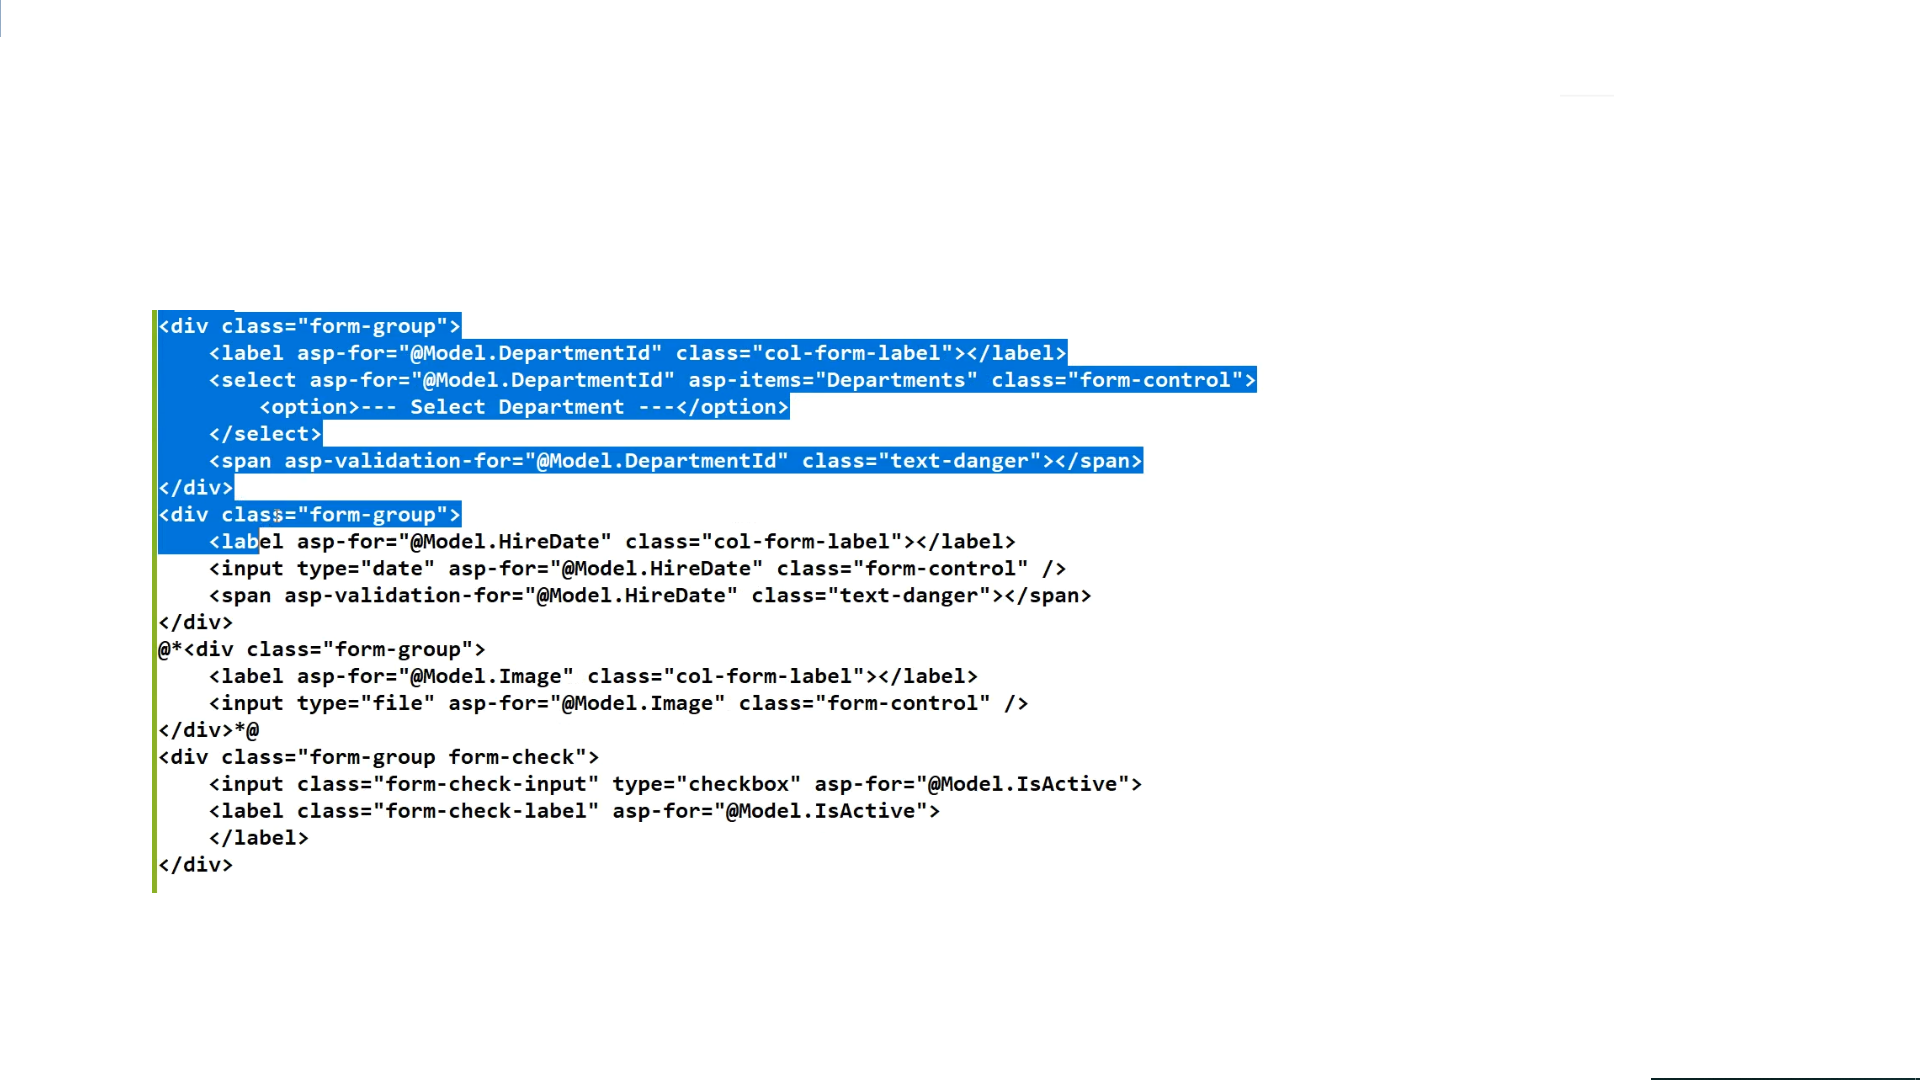 <div class="form-group">
    <label asp-for="@Model.DepartmentId" class="col-form-label"></label>
    <select asp-for="@Model.DepartmentId" asp-items="Departments" class="form-control">
        <option>--- Select Department ---</option>
    </select>
    <span asp-validation-for="@Model.DepartmentId" class="text-danger"></span>
</div>
<div class="form-group">
    <label asp-for="@Model.HireDate" class="col-form-label"></label>
    <input type="date" asp-for="@Model.HireDate" class="form-control" />
    <span asp-validation-for="@Model.HireDate" class="text-danger"></span>
</div>
@*<div class="form-group">
    <label asp-for="@Model.Image" class="col-form-label"></label>
    <input type="file" asp-for="@Model.Image" class="form-control" />
</div>*@
<div class="form-group form-check">
    <input class="form-check-input" type="checkbox" asp-for="@Model.IsActive">
    <label class="form-check-label" asp-for="@Model.IsActive">
    </label>
</div>